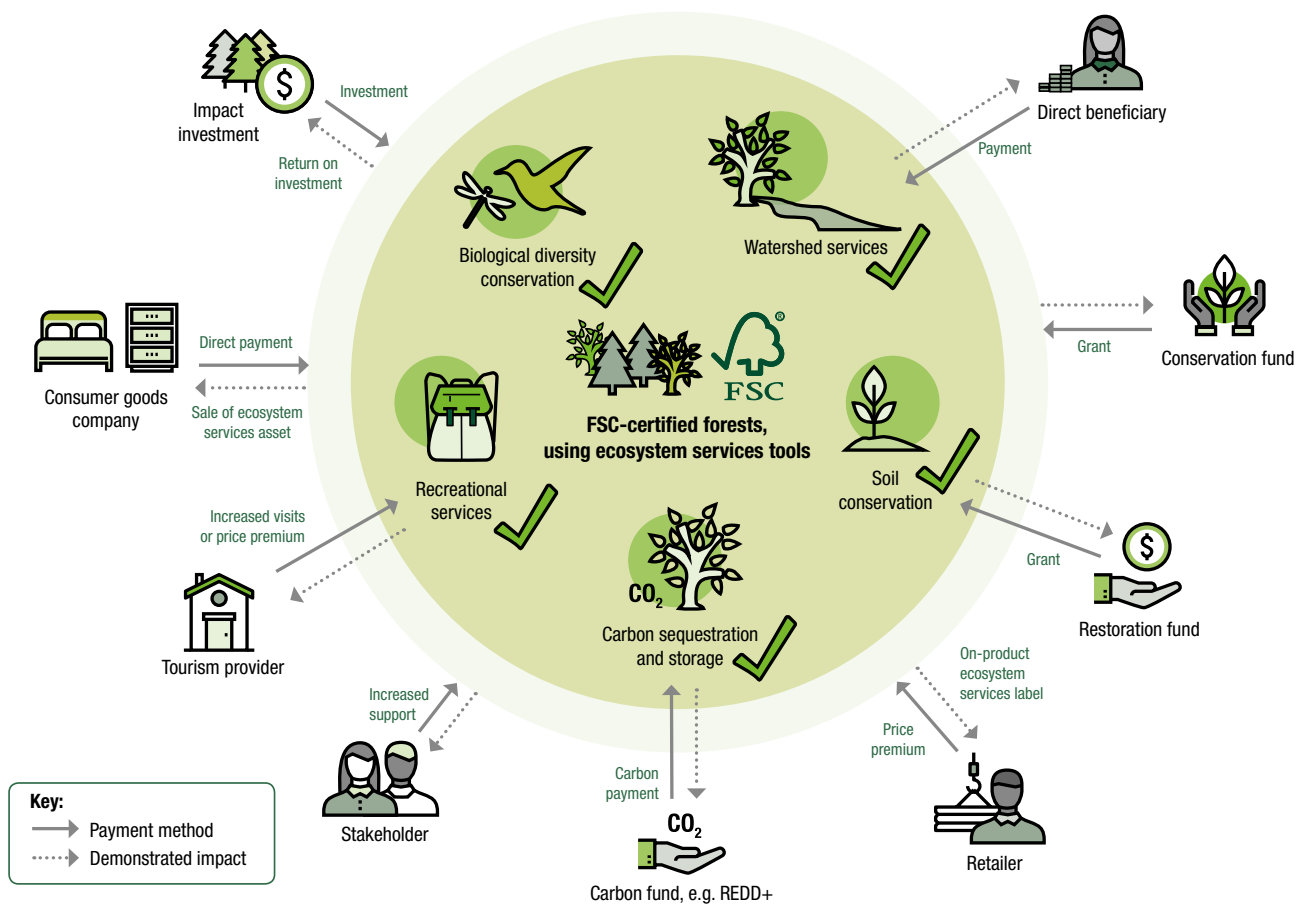 $
Impact
investment
Investment
Return on
investment
Direct beneficiary
Payment
Biological diversity
conservation
Watershed services
Consumer goods
company
Direct payment
Sale of ecosystem
services asset
Conservation fund
Grant
®
FSC
FSC-certified forests,
using ecosystem services tools
Recreational
services
Soil
conservation
Increased visits
or price premium
Tourism provider
$
Grant
Restoration fund
CO₂
Carbon sequestration
and storage
On-product
ecosystem
services label
Price
premium
Retailer
Increased
support
Stakeholder
Carbon
payment
CO₂
Carbon fund, e.g. REDD+
Key:
Payment method
Demonstrated impact